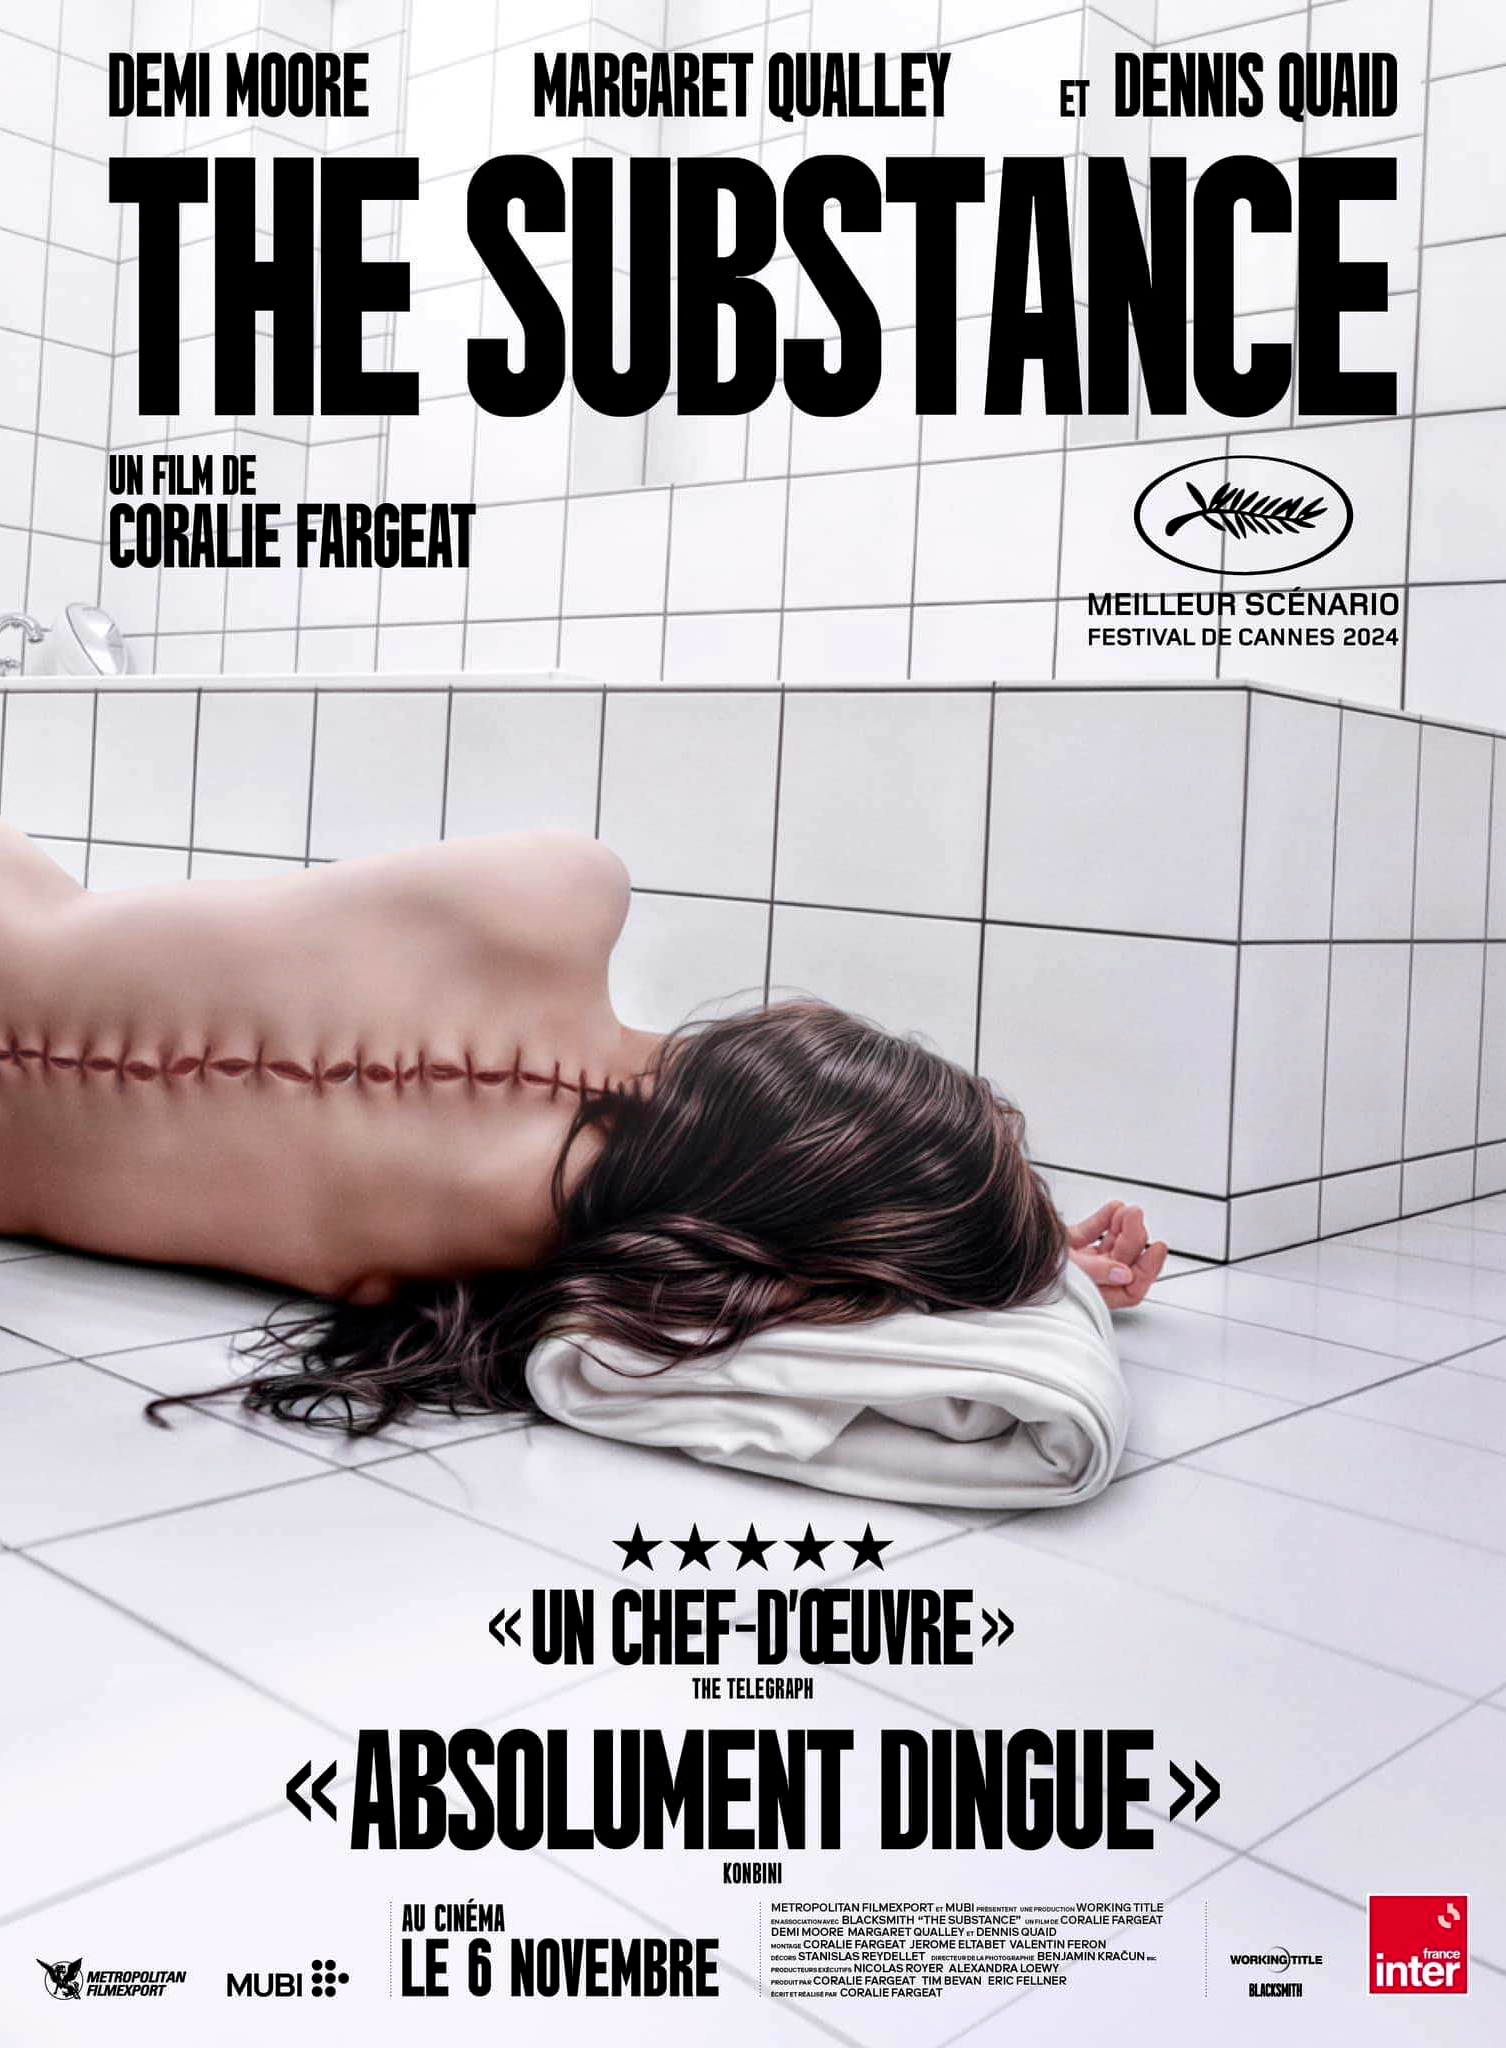 DEMI MOORE MARGARET QUALLEY ET DENNIS QUAID
THE SUBSTANCE
UN FILM DE
CORALIE FARGEAT
MEILLEUR SCÉNARIO
FESTIVAL DE CANNES 2024
★★★★★
«UN CHEF-D'ŒUVRE»
THE TELEGRAPH
«ABSOLUMENT DINGUE»
KONBINI
METROPOLITAN
FILMEXPORT
MUBI
AU CINÉMA
LE 6 NOVEMBRE
METROPOLITAN FILMEXPORT ET MUBI PRÉSENTENT UNE PRODUCTION WORKING TITLE
EN ASSOCIATION AVEC BLACKSMITH "THE SUBSTANCE" UN FILM DE CORALIE FARGEAT
DEMI MOORE MARGARET QUALLEY ET DENNIS QUAID
MONTAGE CORALIE FARGEAT JEROME ELTABET VALENTIN FERON
DÉCORS STANISLAS REYDELLET DIRECTEUR DE LA PHOTOGRAPHIE BENJAMIN KRAČUN BSC
PRODUCTEURS EXÉCUTIFS NICOLAS ROYER ALEXANDRA LOEWY
PRODUIT PAR CORALIE FARGEAT TIM BEVAN ERIC FELLNER
ÉCRIT ET RÉALISÉ PAR CORALIE FARGEAT
WORKING TITLE
BLACKSMITH
france
inter